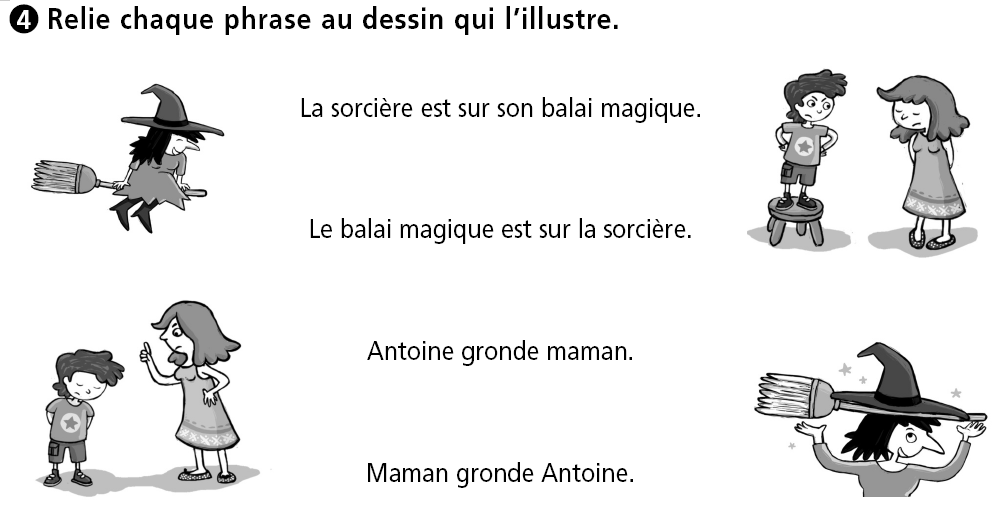 4 Relie chaque phrase au dessin qui l'illustre.
La sorcière est sur son balai magique.
Le balai magique est sur la sorcière.
Antoine gronde maman.
Maman gronde Antoine.